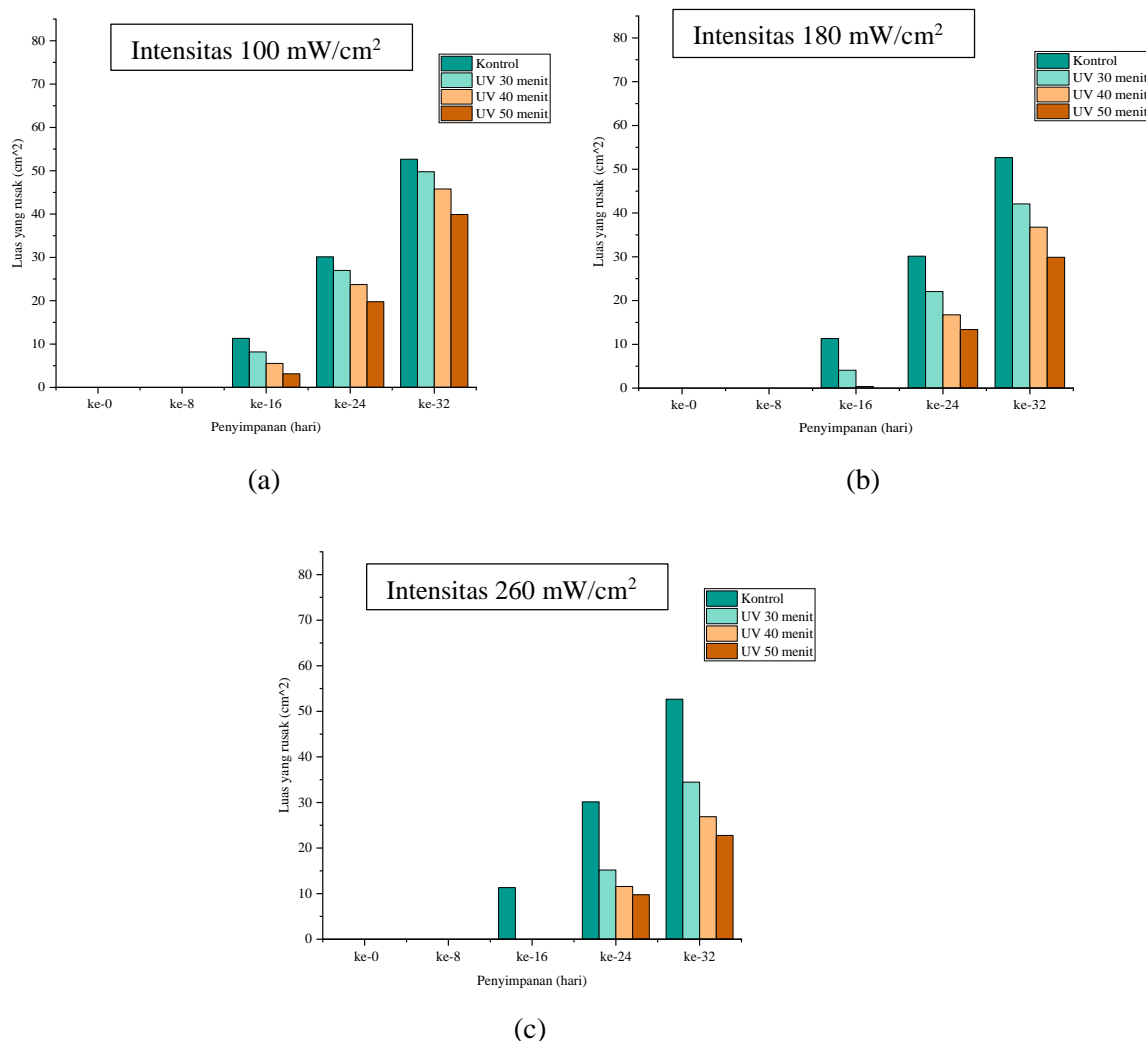 Intensitas 100 mW/cm²
Kontrol
UV 30 menit
UV 40 menit
UV 50 menit
Luas yang rusak (cm^2)
80
70
60
50
40
30
20
10
0
ke-0 ke-8 ke-16 ke-24 ke-32
Penyimpanan (hari)
(a)
Intensitas 180 mW/cm²
Kontrol
UV 30 menit
UV 40 menit
UV 50 menit
Luas yang rusak (cm^2)
80
70
60
50
40
30
20
10
0
ke-0 ke-8 ke-16 ke-24 ke-32
Penyimpanan (hari)
(b)
Intensitas 260 mW/cm²
Kontrol
UV 30 menit
UV 40 menit
UV 50 menit
Luas yang rusak (cm^2)
80
70
60
50
40
30
20
10
0
ke-0 ke-8 ke-16 ke-24 ke-32
Penyimpanan (hari)
(c)